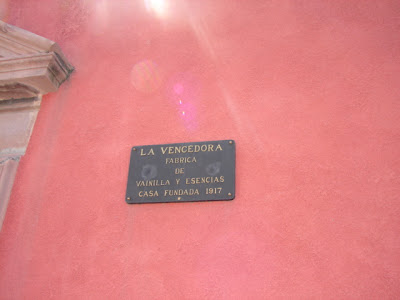 LA VENCEDORA
FABRICA
DE
VAINILLA Y ESENCIAS
CASA FUNDADA 1917